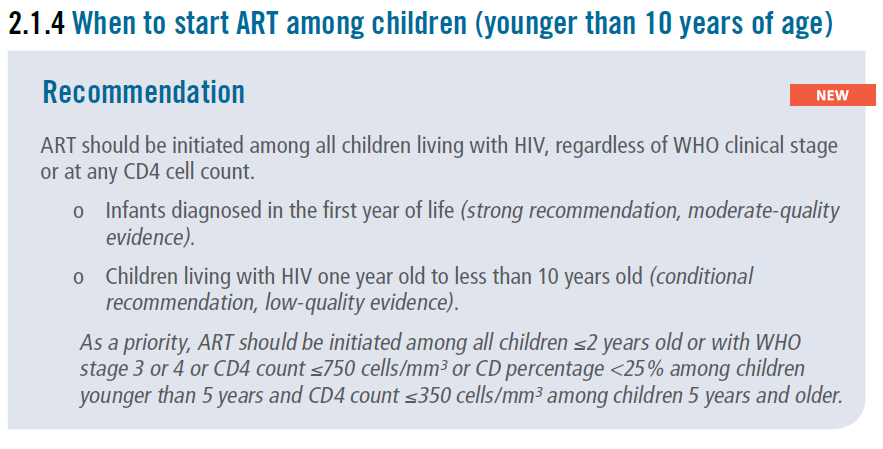 2.1.4 When to start ART among children (younger than 10 years of age)
Recommendation
NEW
ART should be initiated among all children living with HIV, regardless of WHO clinical stage
or at any CD4 cell count.
o Infants diagnosed in the first year of life (strong recommendation, moderate-quality
evidence).
o Children living with HIV one year old to less than 10 years old (conditional
recommendation, low-quality evidence).
As a priority, ART should be initiated among all children ≤2 years old or with WHO
stage 3 or 4 or CD4 count ≤750 cells/mm³ or CD percentage <25% among children
younger than 5 years and CD4 count ≤350 cells/mm³ among children 5 years and older.